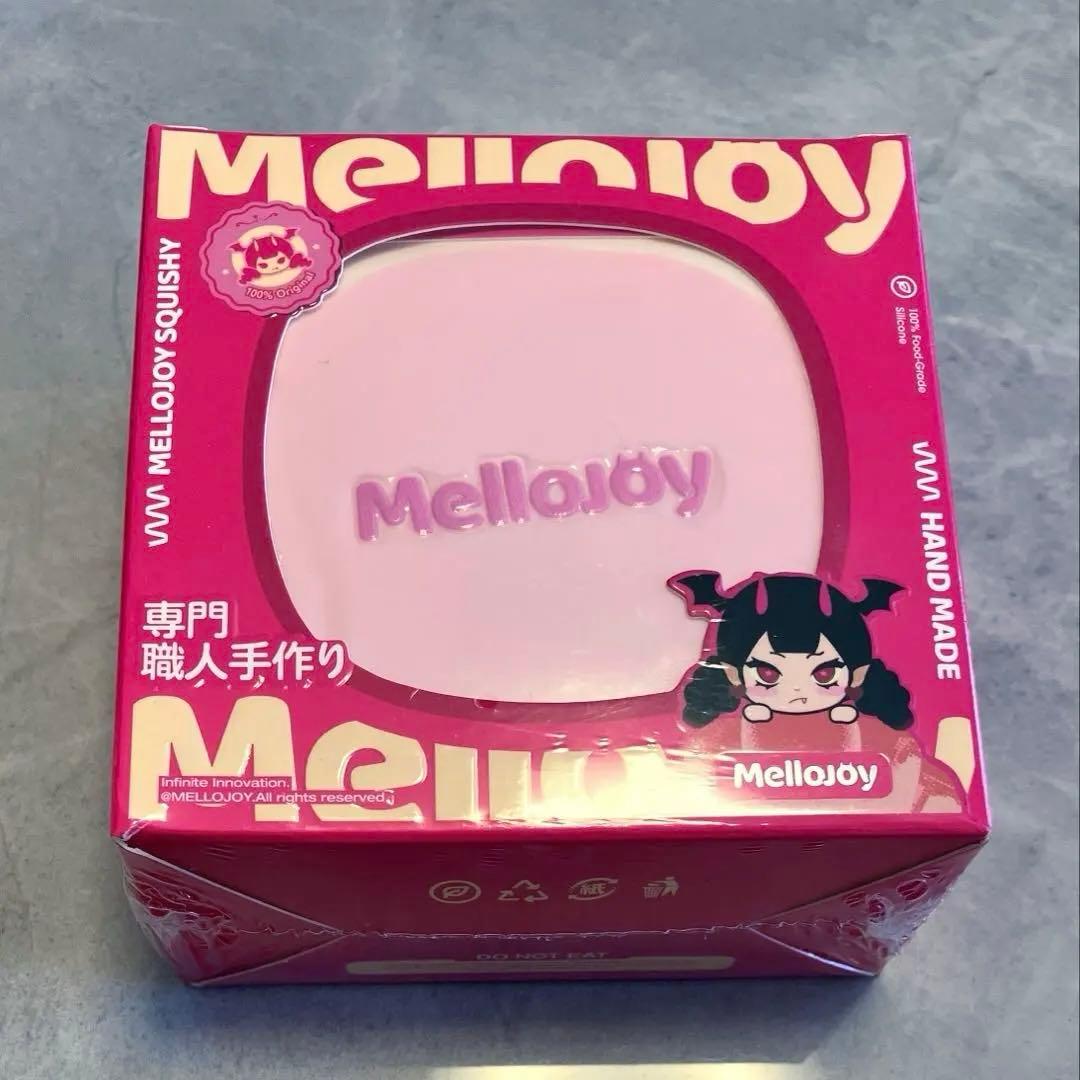 Mellojoy
100% Original
MELLOJOY SQUISHY
100% Food-Grade
Silicone
HAND MADE
Mellojoy
専門
職人手作り
Mellojoy
Infinite Innovation.
@MELLOJOY.All rights reserved
Mellojoy
紙
DO NOT EAT